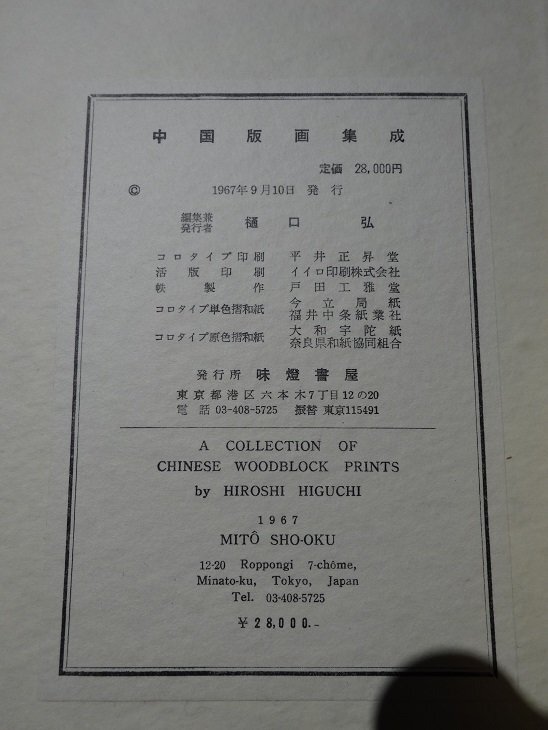 中国版画集成
定価 28,000円
© 1967年9月10日 発行
編集兼発行者 樋口 弘
コロタイプ印刷 平井正昇堂
活版印刷 イイロ印刷株式会社
帙製作 戸田工雅堂
コロタイプ単色摺和紙 今立局紙
福井中条紙業社
コロタイプ原色摺和紙 大和宇陀紙
奈良県和紙協同組合
発行所 味燈書屋
東京都港区六本木7丁目12の20
電話 03-408-5725 振替 東京115491
A COLLECTION OF
CHINESE WOODBLOCK PRINTS
by HIROSHI HIGUCHI
1967
MITÔ SHO-OKU
12-20 Roppongi 7-chôme,
Minato-ku, Tokyo, Japan
Tel. 03-408-5725
¥28,000.-